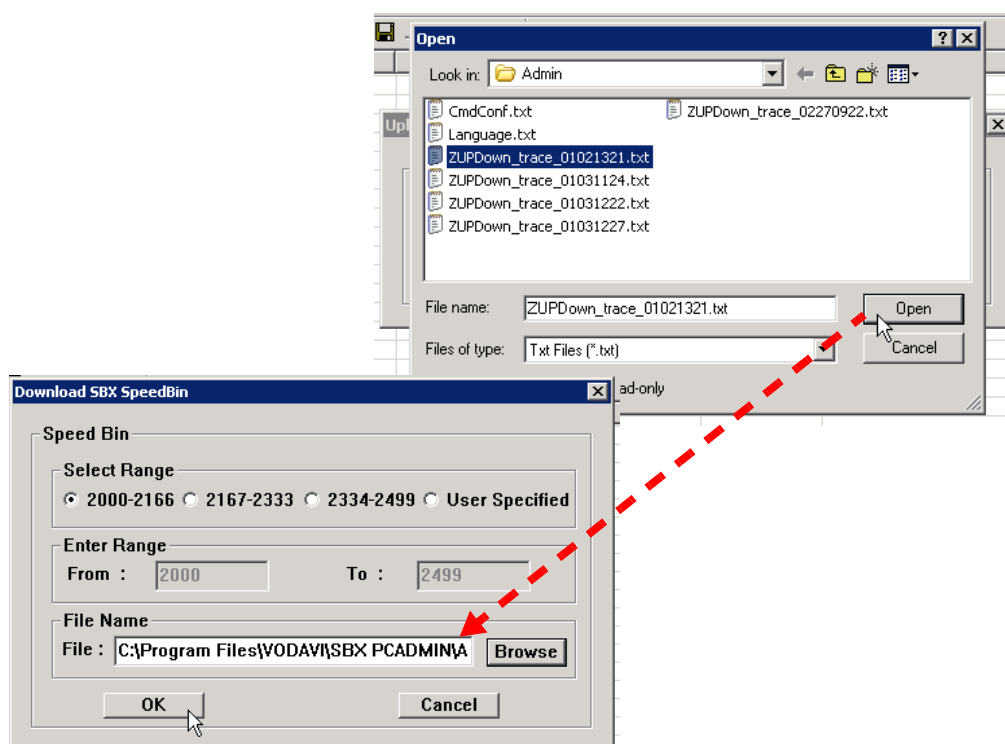 Open
Look in: Admin
CmdConf.txt
ZUPDown_trace_02270922.txt
Language.txt
ZUPDown_trace_01021321.txt
ZUPDown_trace_01031124.txt
ZUPDown_trace_01031222.txt
ZUPDown_trace_01031227.txt
Upl
File name: ZUPDown_trace_01021321.txt Open
Files of type: Txt Files (*.txt) Cancel
ad-only
Download SBX SpeedBin
Speed Bin
Select Range
2000-2166 2167-2333 2334-2499 User Specified
Enter Range
From : 2000 To : 2499
File Name
File : C:\Program Files\VODAVI\SBX PCADMIN\A Browse
OK Cancel